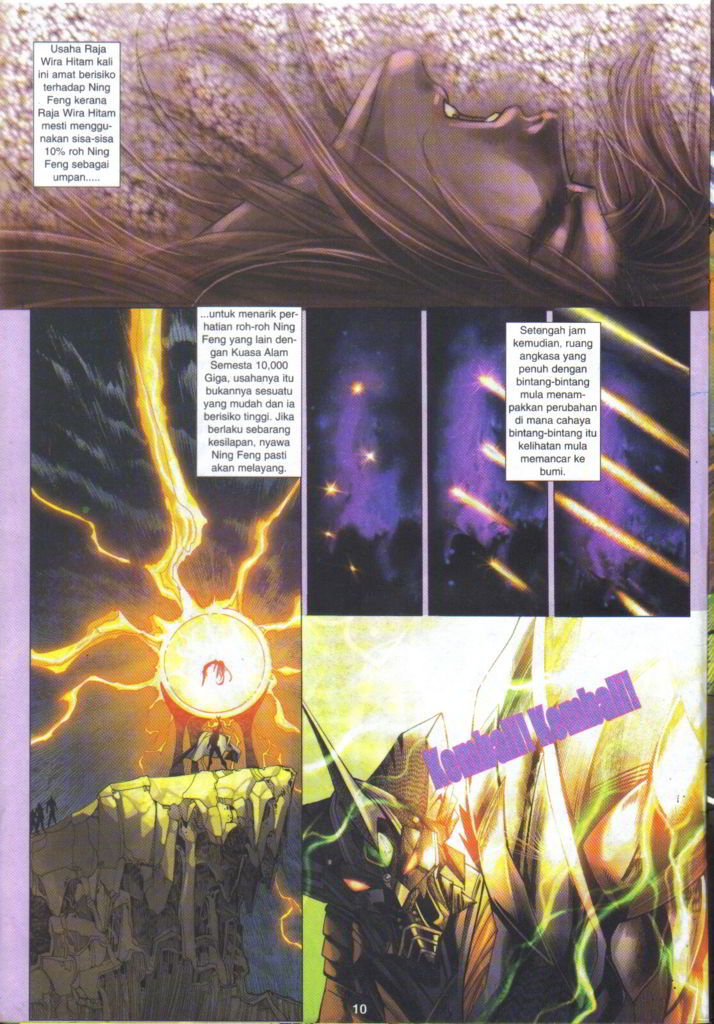 Usaha Raja
Wira Hitam kali
ini amat berisiko
terhadap Ning
Feng kerana
Raja Wira Hitam
mesti menggu-
nakan sisa-sisa
10% roh Ning
Feng sebagai
umpan.....
...untuk menarik per-
hatian roh-roh Ning
Feng yang lain den-
gan Kuasa Alam
Semesta 10,000
Giga, usahanya itu
bukannya sesuatu
yang mudah dan ia
berisiko tinggi. Jika
berlaku sebarang
kesilapan, nyawa
Ning Feng pasti
akan melayang.
Setengah jam
kemudian, ruang
angkasa yang
penuh dengan
bintang-bintang
mula menam-
pakkan perubahan
di mana cahaya
bintang-bintang itu
kelihatan mula
memancar ke
bumi.
Kembali! Kembali!
10